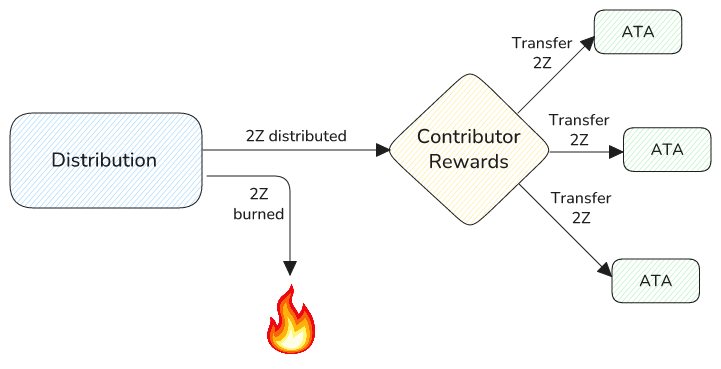 Distribution
2Z distributed
2Z
burned
Contributor
Rewards
Transfer
2Z
ATA
Transfer
2Z
ATA
Transfer
2Z
ATA